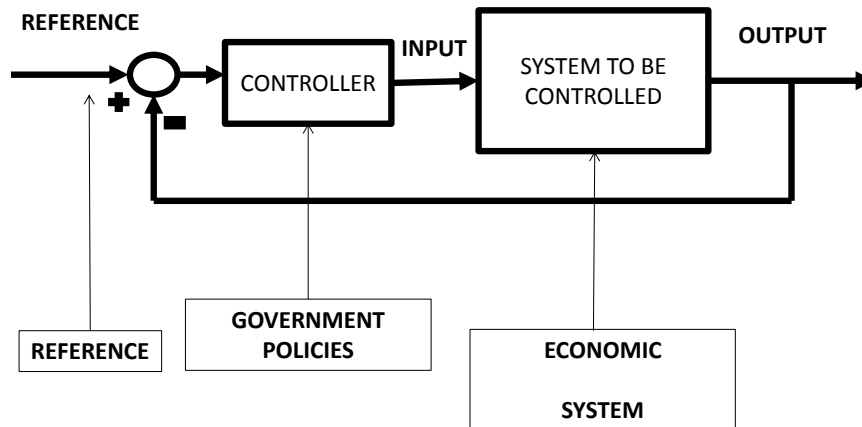 REFERENCE
INPUT
OUTPUT
CONTROLLER
SYSTEM TO BE
CONTROLLED
+
-
REFERENCE
GOVERNMENT
POLICIES
ECONOMIC
SYSTEM